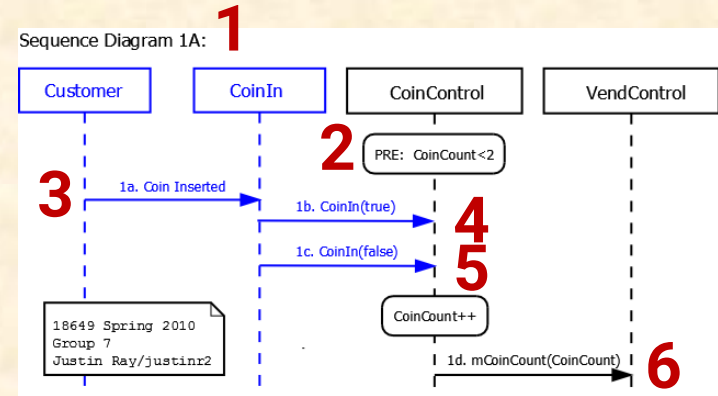 Sequence Diagram 1A:
1
Customer
CoinIn
CoinControl
VendControl
2
PRE: CoinCount<2
3
1a. Coin Inserted
1b. CoinIn(true)
4
1c. CoinIn(false)
5
18649 Spring 2010
Group 7
Justin Ray/justinr2
CoinCount++
1d. mCoinCount(CoinCount)
6